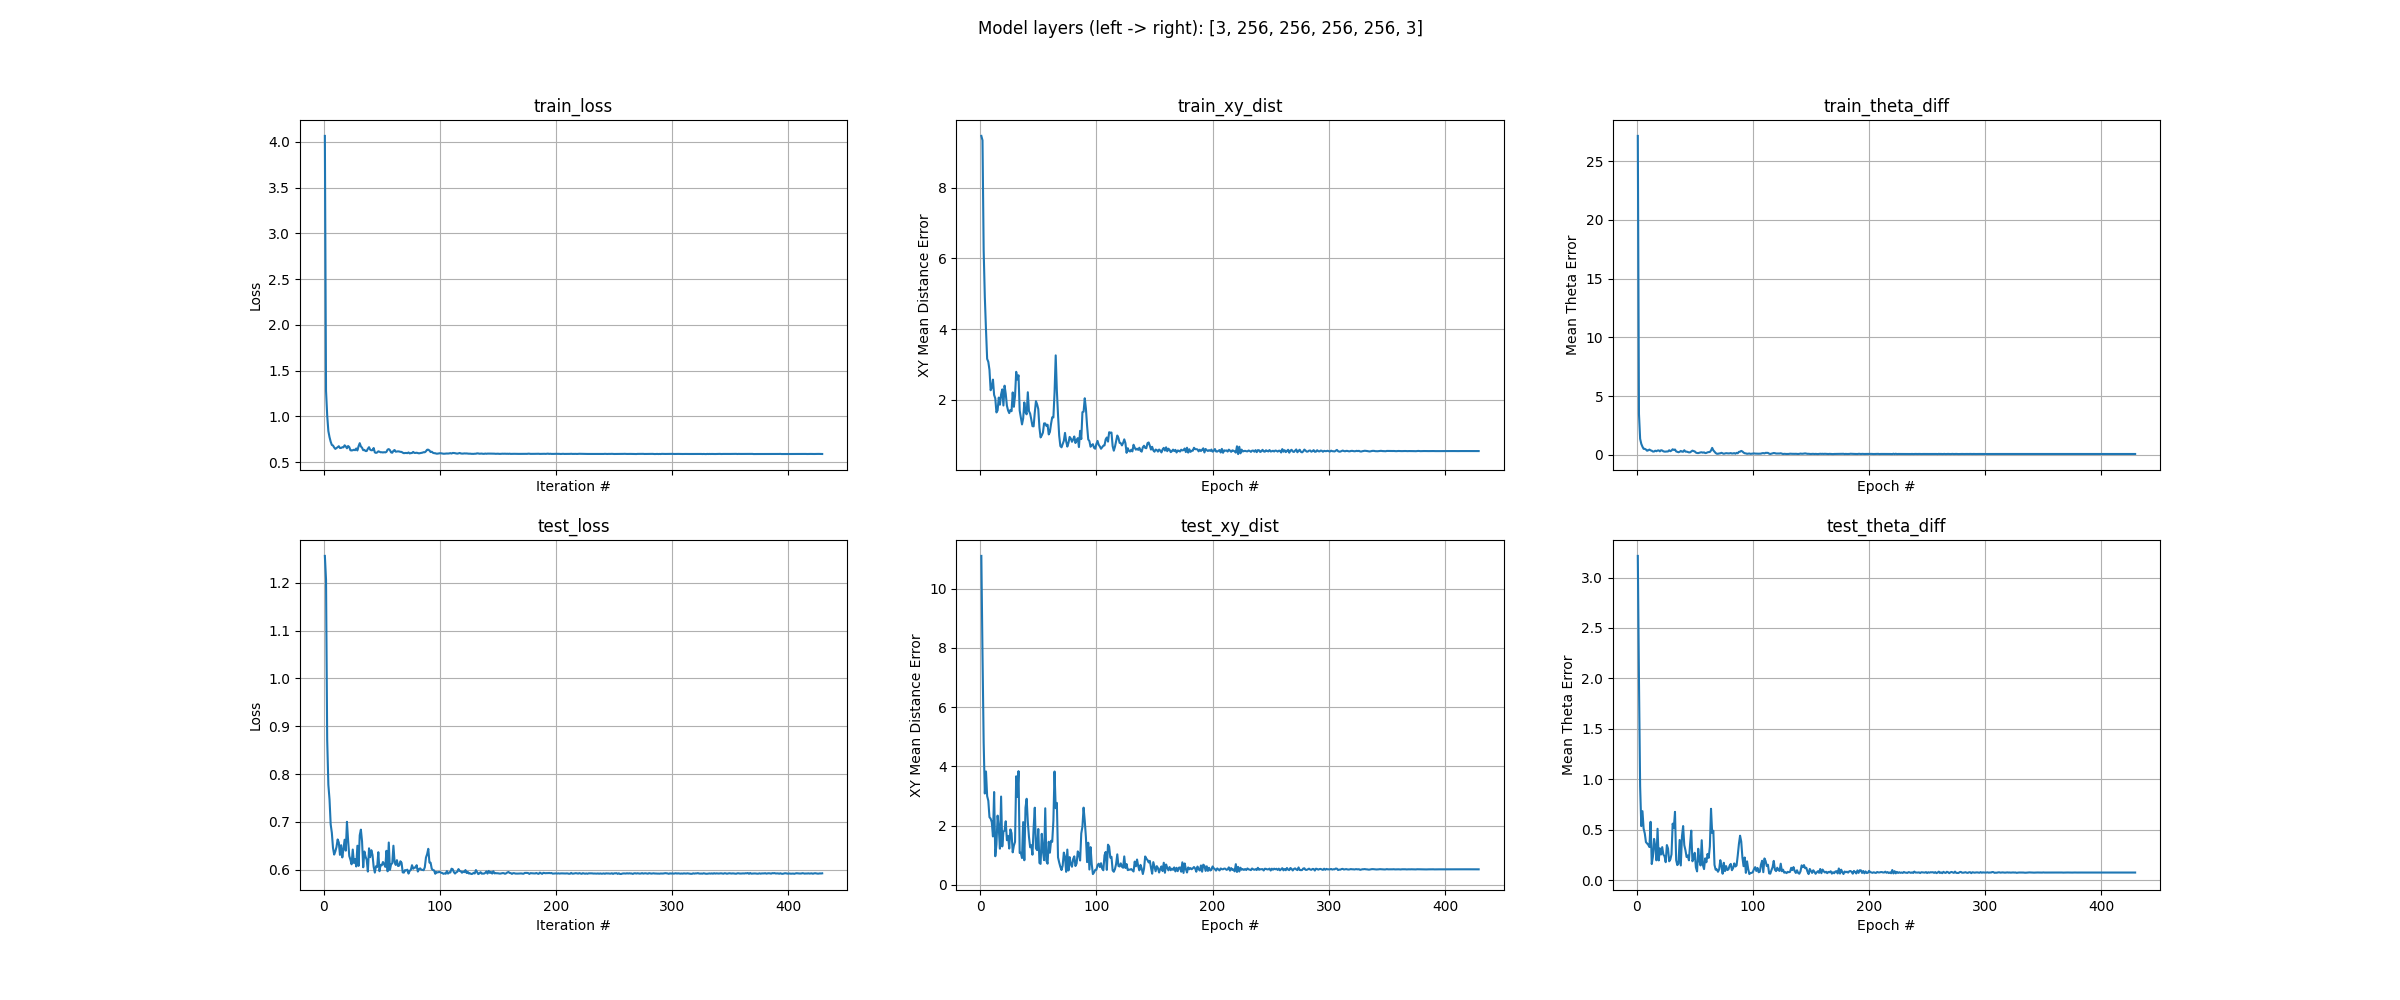 Model layers (left -> right): [3, 256, 256, 256, 256, 3]
train_loss
4.0
3.5
3.0
2.5
2.0
1.5
1.0
0.5
Loss
Iteration #
train_xy_dist
8
6
4
2
XY Mean Distance Error
Epoch #
train_theta_diff
25
20
15
10
5
0
Mean Theta Error
Epoch #
test_loss
1.2
1.1
1.0
0.9
0.8
0.7
0.6
Loss
0 100 200 300 400
Iteration #
test_xy_dist
10
8
6
4
2
0
XY Mean Distance Error
0 100 200 300 400
Epoch #
test_theta_diff
3.0
2.5
2.0
1.5
1.0
0.5
0.0
Mean Theta Error
0 100 200 300 400
Epoch #